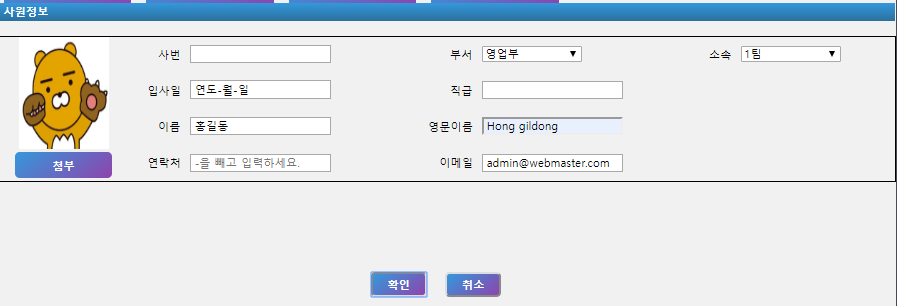 사원정보
사번 부서 영업부 소속 1팀
입사일 연도-월-일 직급
이름 홍길동 영문이름 Hong gildong
연락처 -을 빼고 입력하세요. 이메일 admin@webmaster.com
첨부
확인 취소